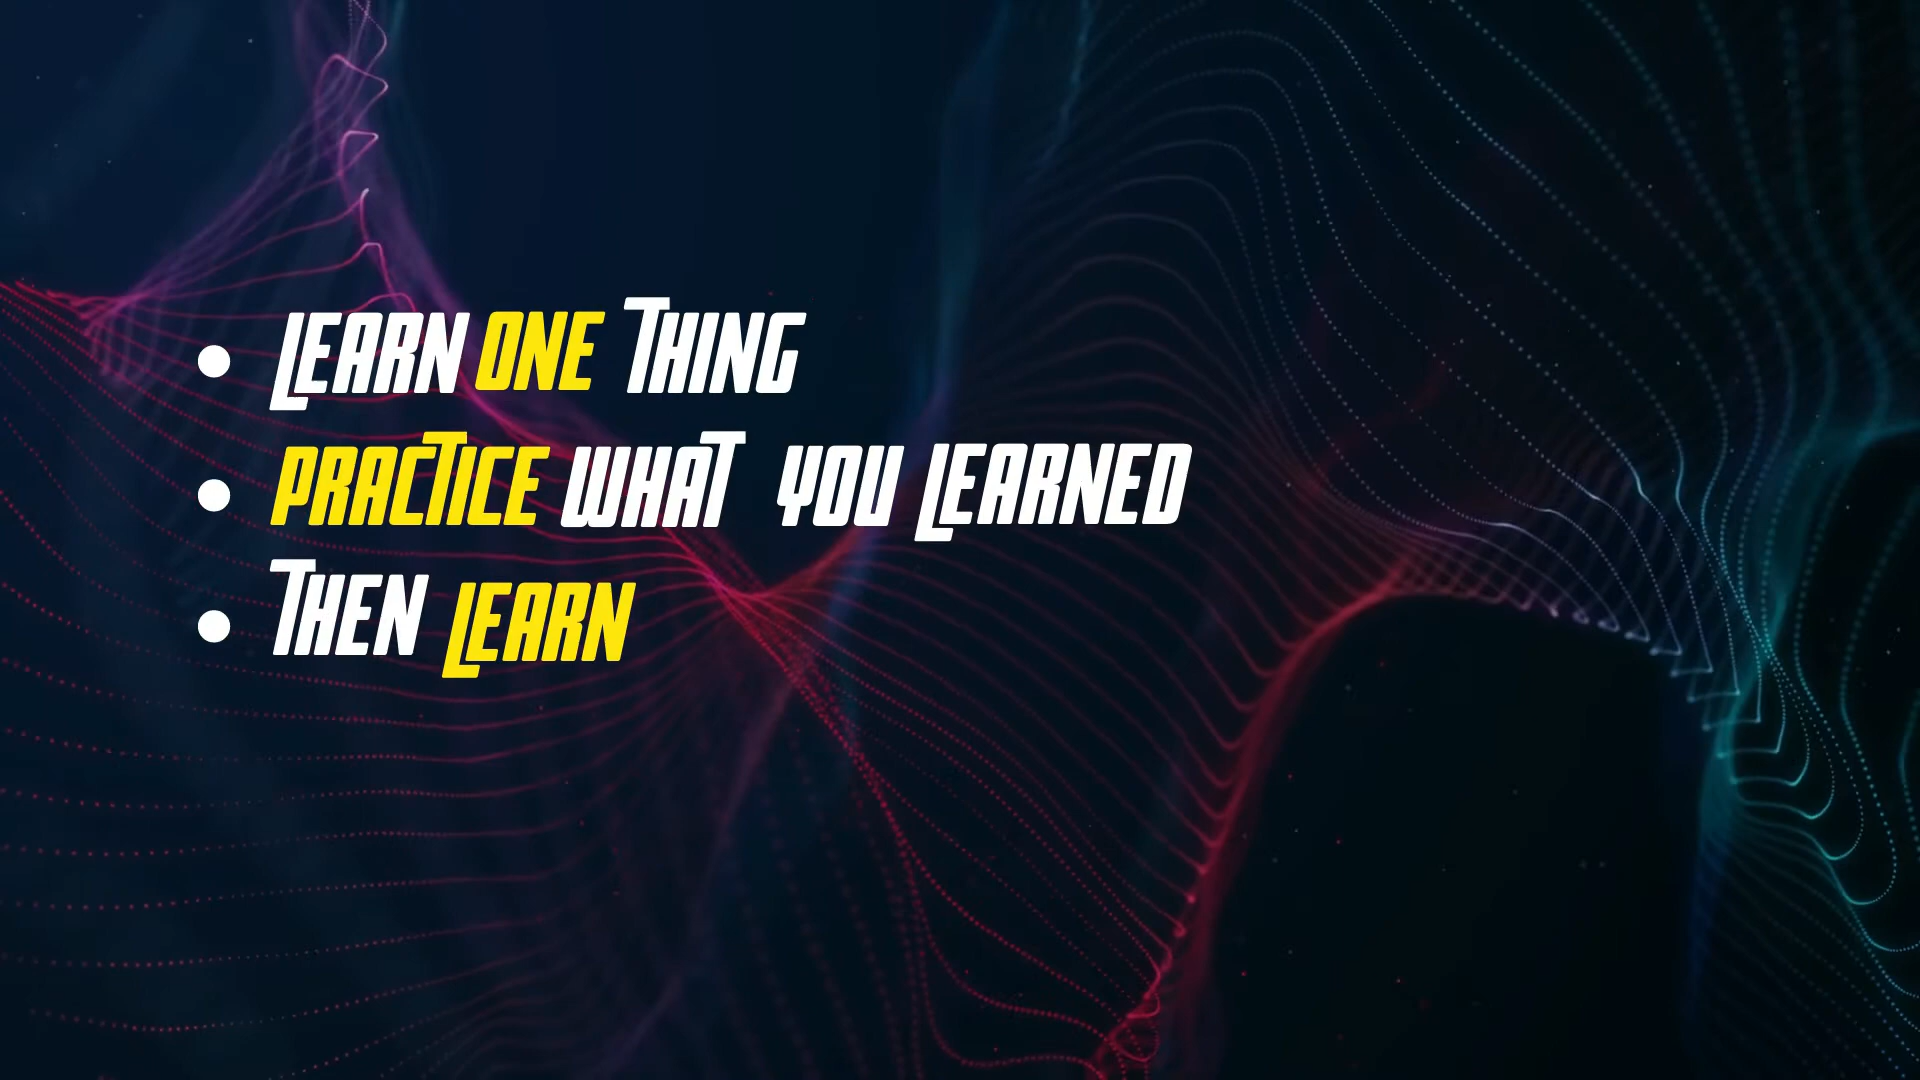 • LEARN ONE THING
• PRACTICE WHAT YOU LEARNED
• THEN LEARN